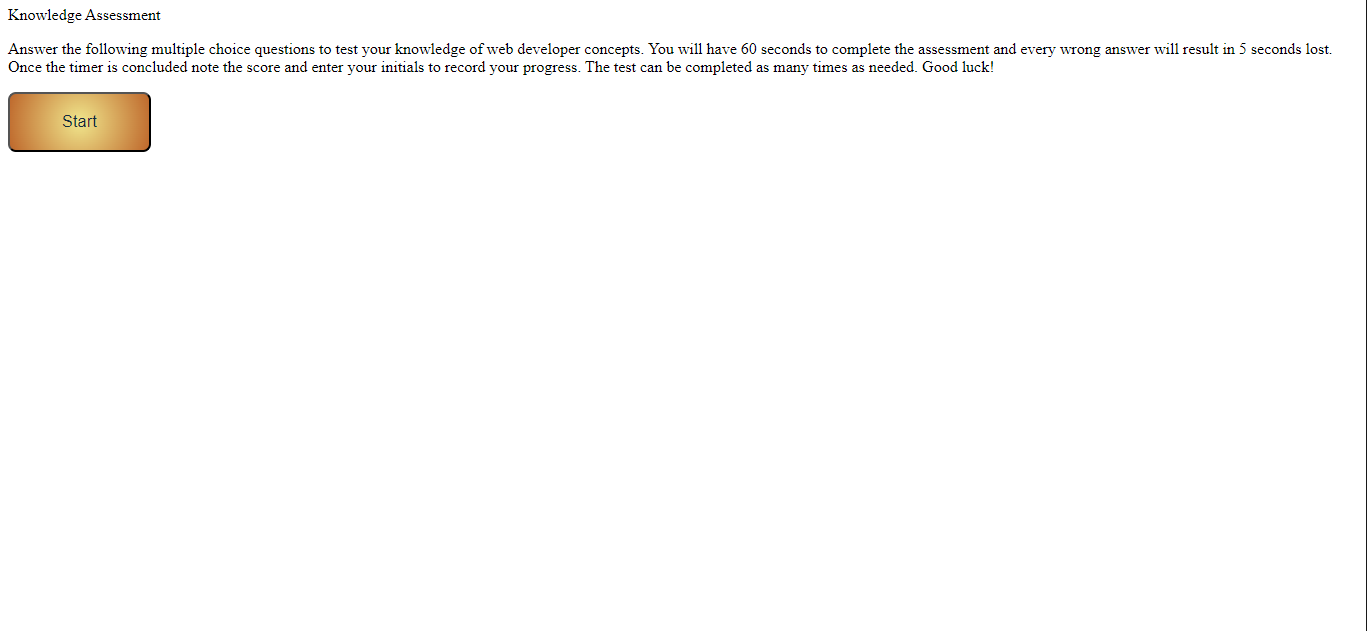 Knowledge Assessment
Answer the following multiple choice questions to test your knowledge of web developer concepts. You will have 60 seconds to complete the assessment and every wrong answer will result in 5 seconds lost.
Once the timer is concluded note the score and enter your initials to record your progress. The test can be completed as many times as needed. Good luck!
Start